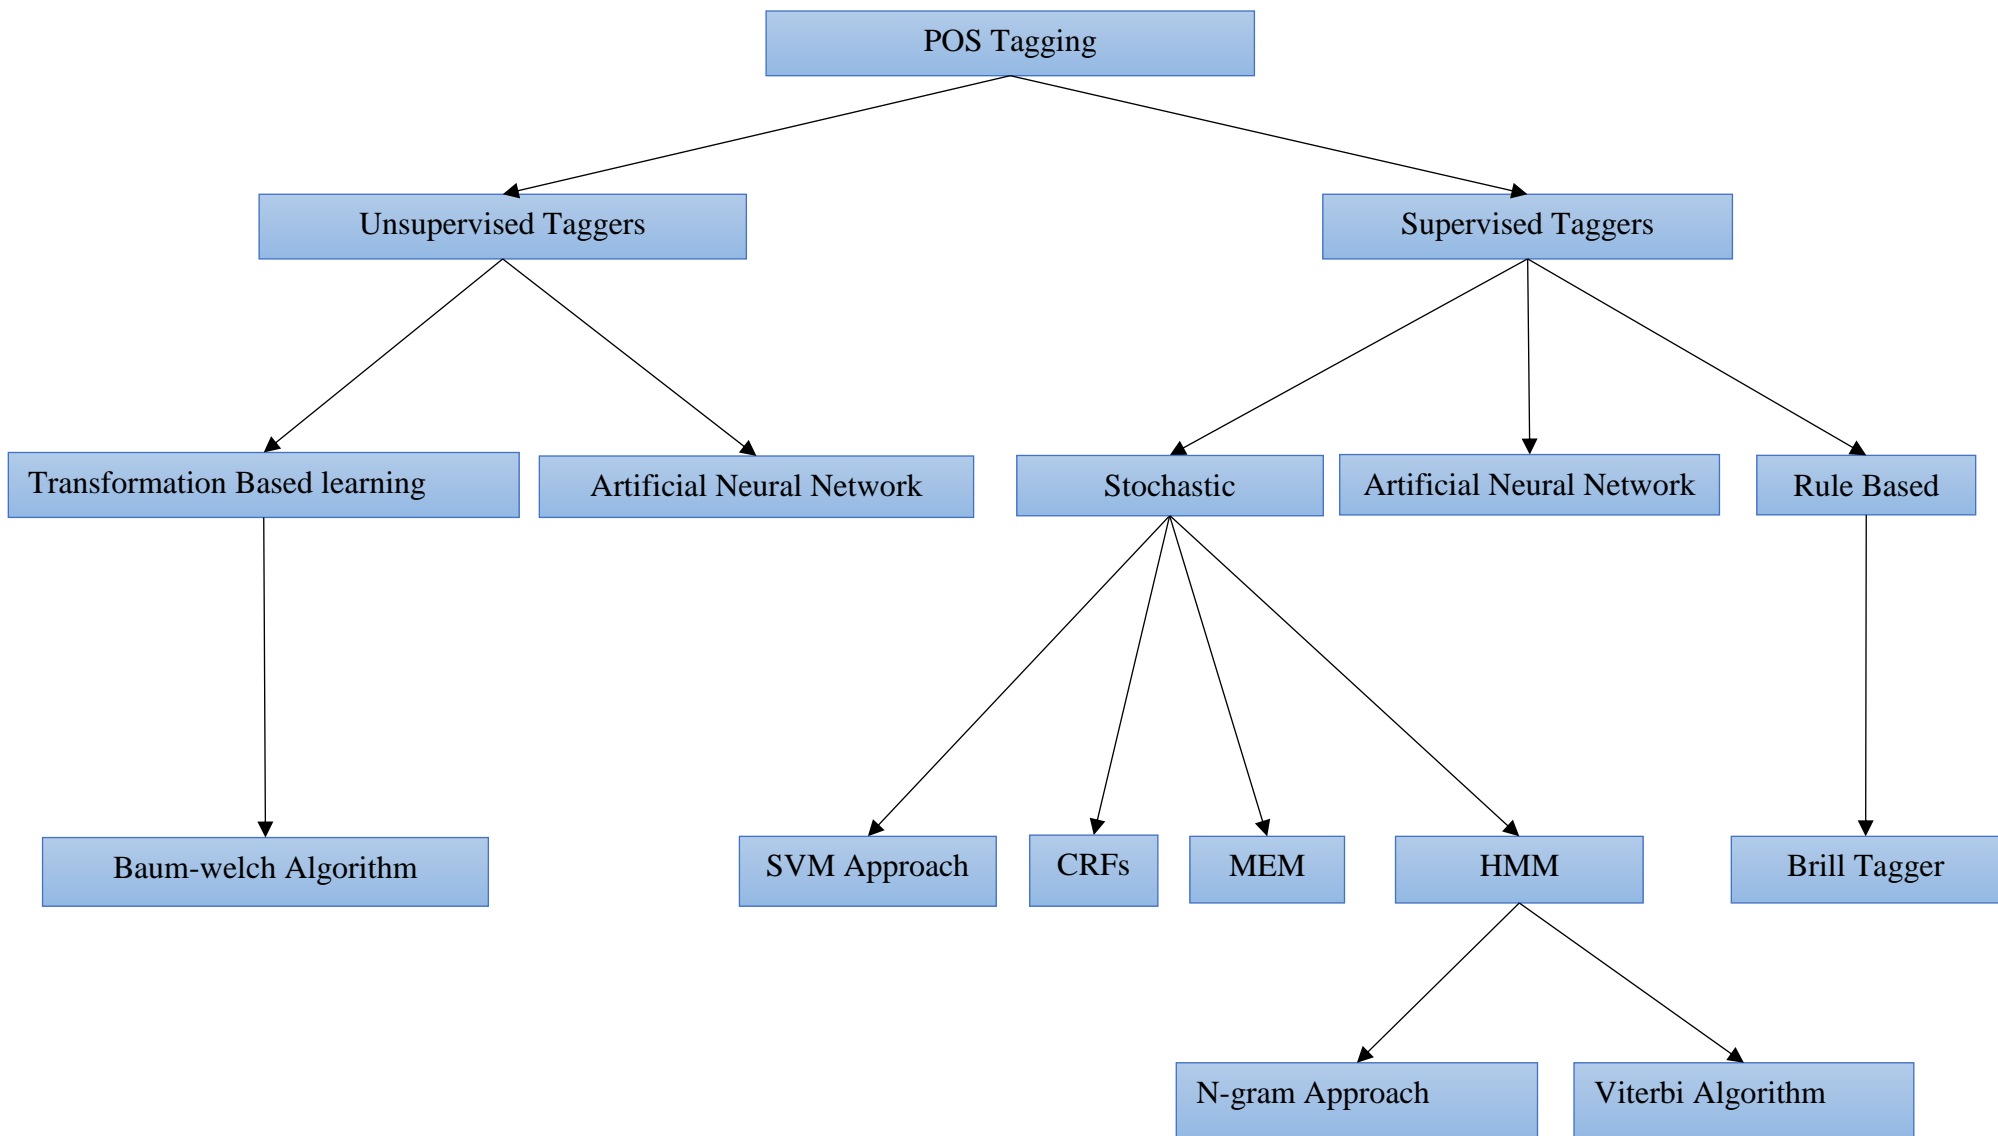 POS Tagging
Unsupervised Taggers
Supervised Taggers
Transformation Based learning
Artificial Neural Network
Stochastic
Artificial Neural Network
Rule Based
Baum-welch Algorithm
SVM Approach
CRFs
MEM
HMM
Brill Tagger
N-gram Approach
Viterbi Algorithm